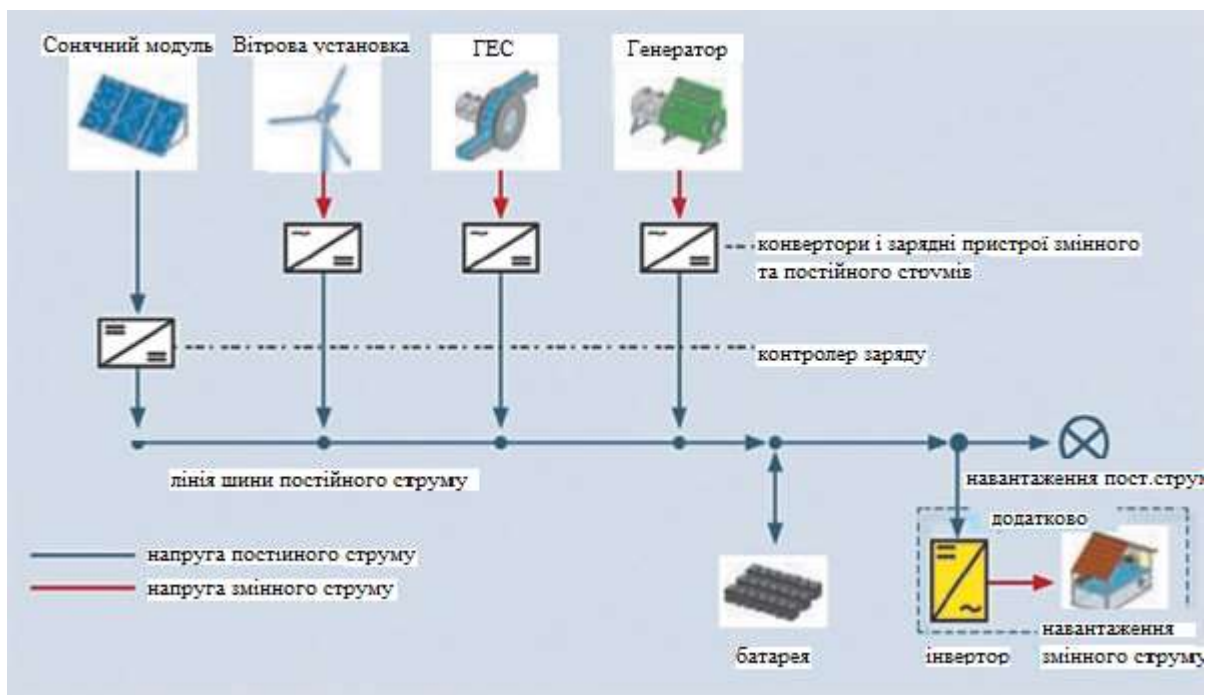 Сонячний модуль
Вітрова установка
ГЕС
Генератор
конвертори і зарядні пристрої змінного
та постійного струмів
контролер заряду
лінія шини постійного струму
навантаження пост.струм
додатково
напруга постійного струму
напруга змінного струму
батарея
інвертор
навантаження
змінного струму